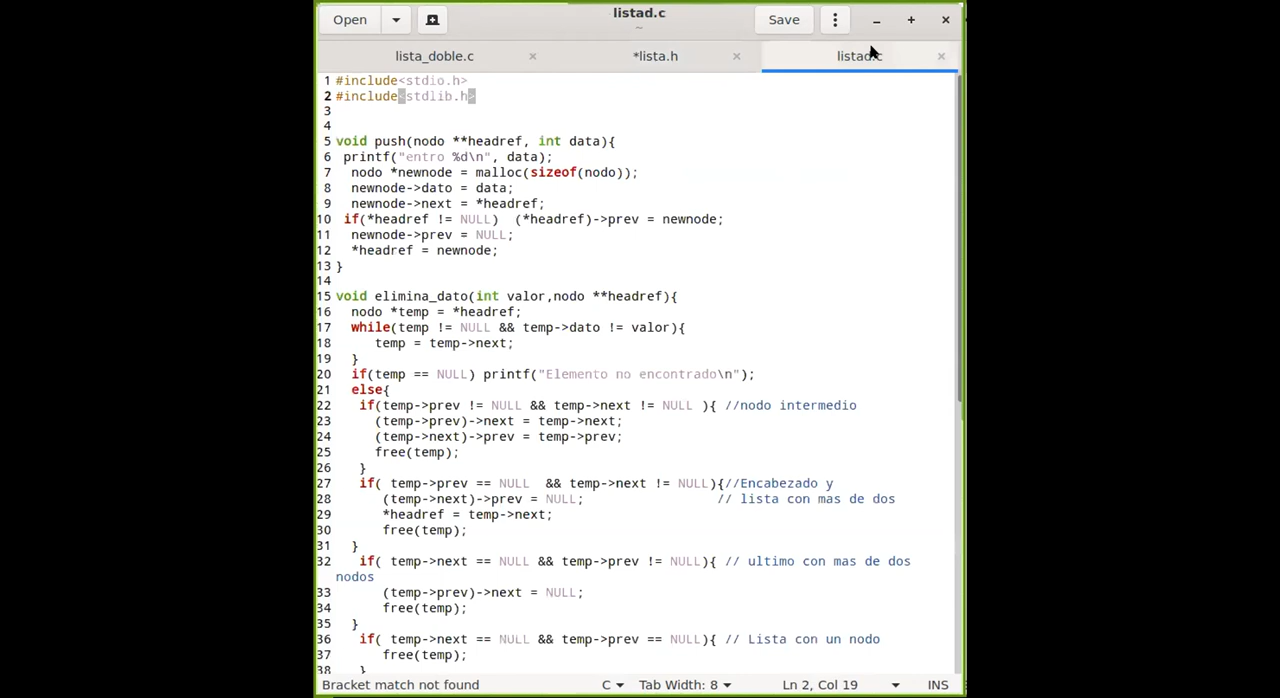 Open
listad.c
~
Save
lista_doble.c
*lista.h
listad.c
1 #include<stdio.h>
2 #include<stdlib.h>
3
4
5 void push(nodo **headref, int data){
6 printf("entro %d\n", data);
7 nodo *newnode = malloc(sizeof(nodo));
8 newnode->dato = data;
9 newnode->next = *headref;
10 if(*headref != NULL) (*headref)->prev = newnode;
11 newnode->prev = NULL;
12 *headref = newnode;
13 }
14
15 void elimina_dato(int valor,nodo **headref){
16 nodo *temp = *headref;
17 while(temp != NULL && temp->dato != valor){
18 temp = temp->next;
19 }
20 if(temp == NULL) printf("Elemento no encontrado\n");
21 else{
22 if(temp->prev != NULL && temp->next != NULL ){ //nodo intermedio
23 (temp->prev)->next = temp->next;
24 (temp->next)->prev = temp->prev;
25 free(temp);
26 }
27 if( temp->prev == NULL && temp->next != NULL){//Encabezado y
28 (temp->next)->prev = NULL; // lista con mas de dos
29 *headref = temp->next;
30 free(temp);
31 }
32 if( temp->next == NULL && temp->prev != NULL){ // ultimo con mas de dos
nodos
33 (temp->prev)->next = NULL;
34 free(temp);
35 }
36 if( temp->next == NULL && temp->prev == NULL){ // Lista con un nodo
37 free(temp);
38 }
Bracket match not found C Tab Width: 8 Ln 2, Col 19 INS